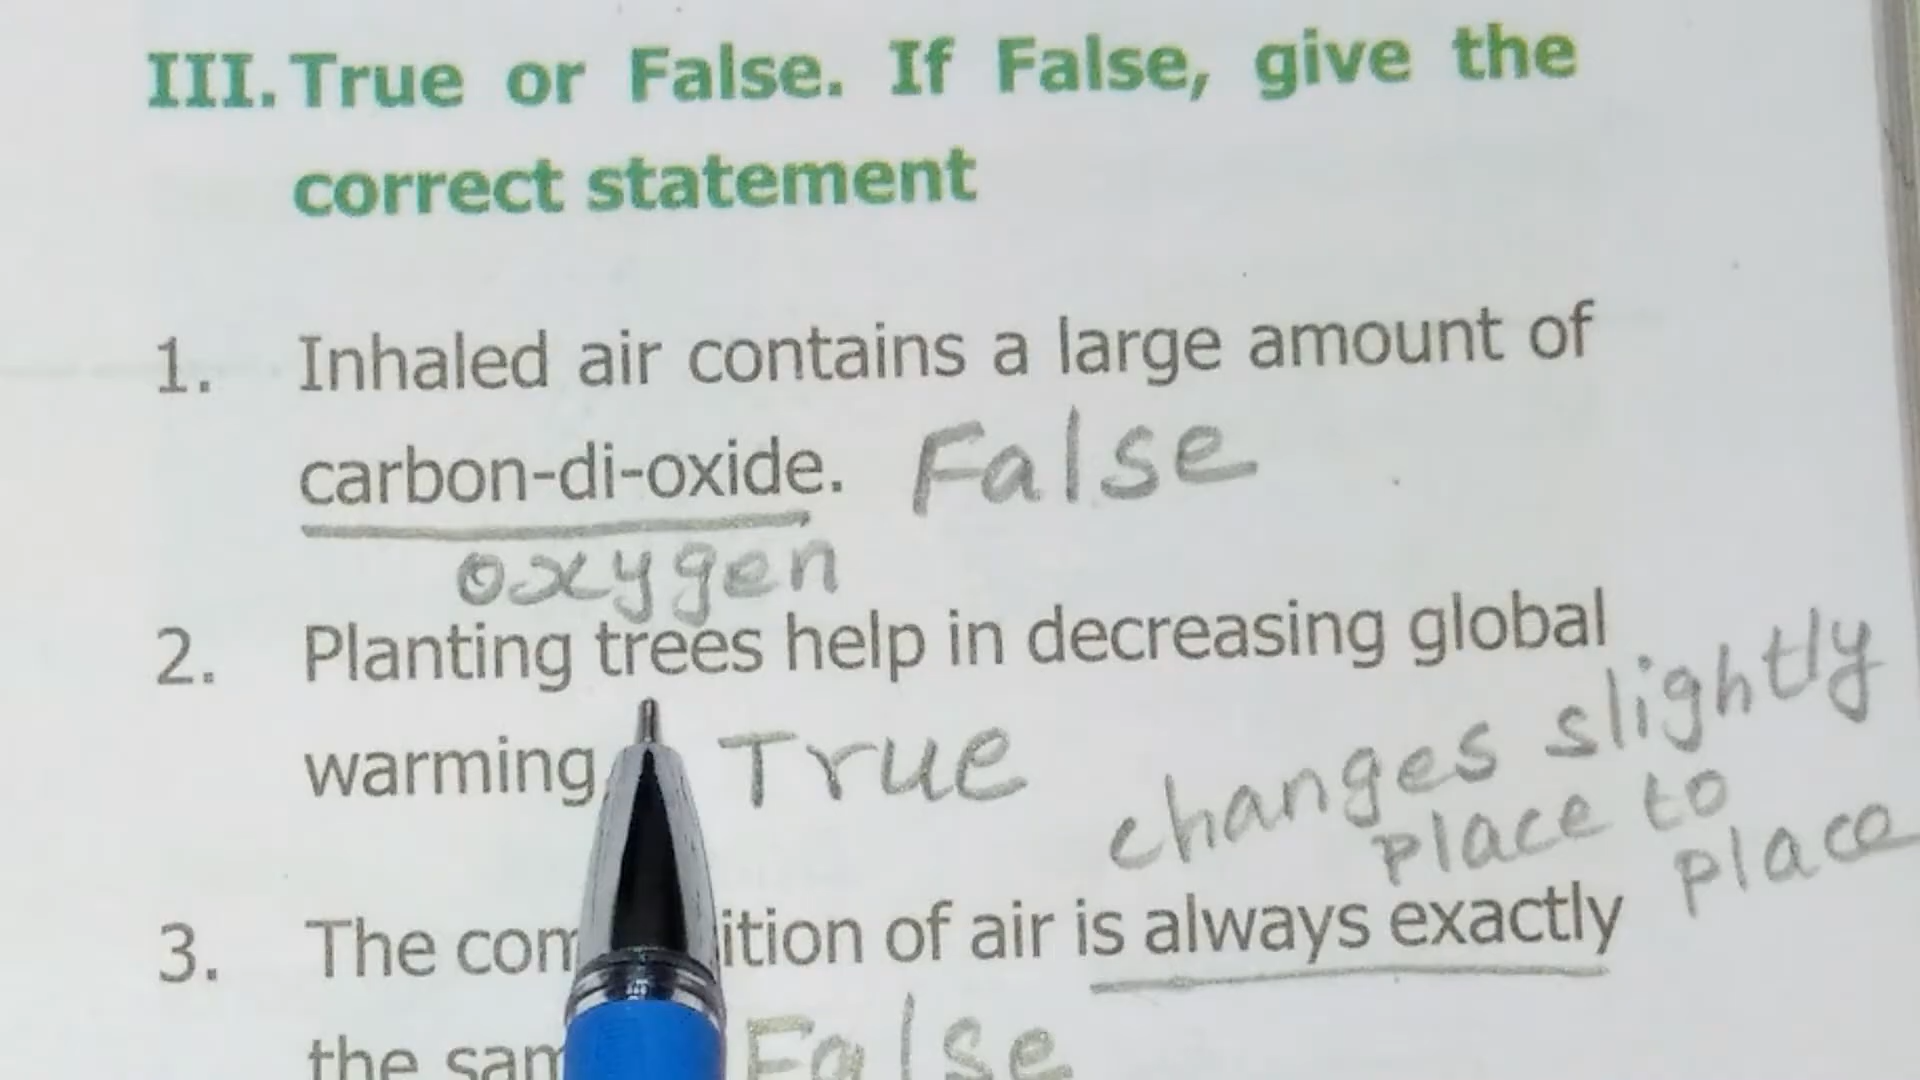 III. True or False. If False, give the
correct statement
1. Inhaled air contains a large amount of
carbon-di-oxide. False
oxygen
2. Planting trees help in decreasing global
warming True
changes slightly
place to
place
3. The ition of air is always exactly
the False